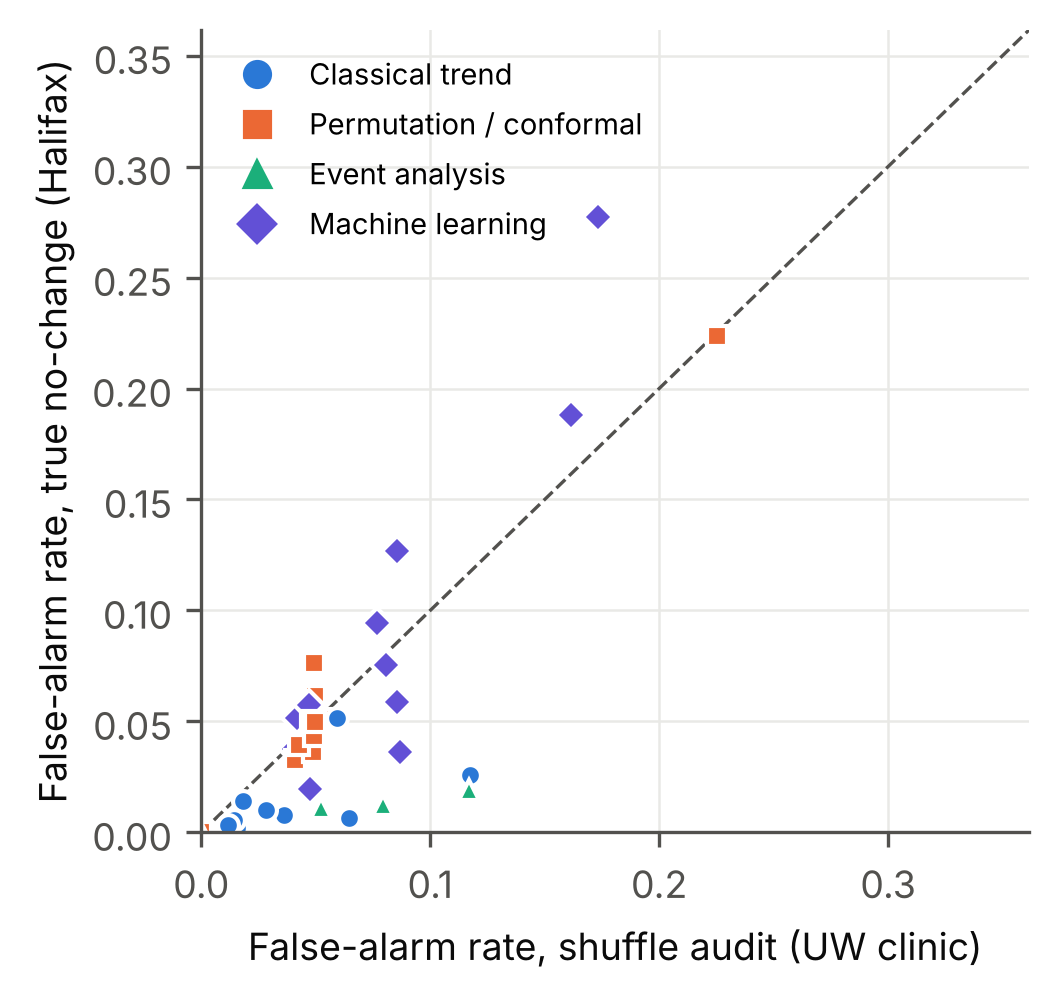 False-alarm rate, true no-change (Halifax)
0.35
0.30
0.25
0.20
0.15
0.10
0.05
0.00
Classical trend
Permutation / conformal
Event analysis
Machine learning
0.0 0.1 0.2 0.3
False-alarm rate, shuffle audit (UW clinic)